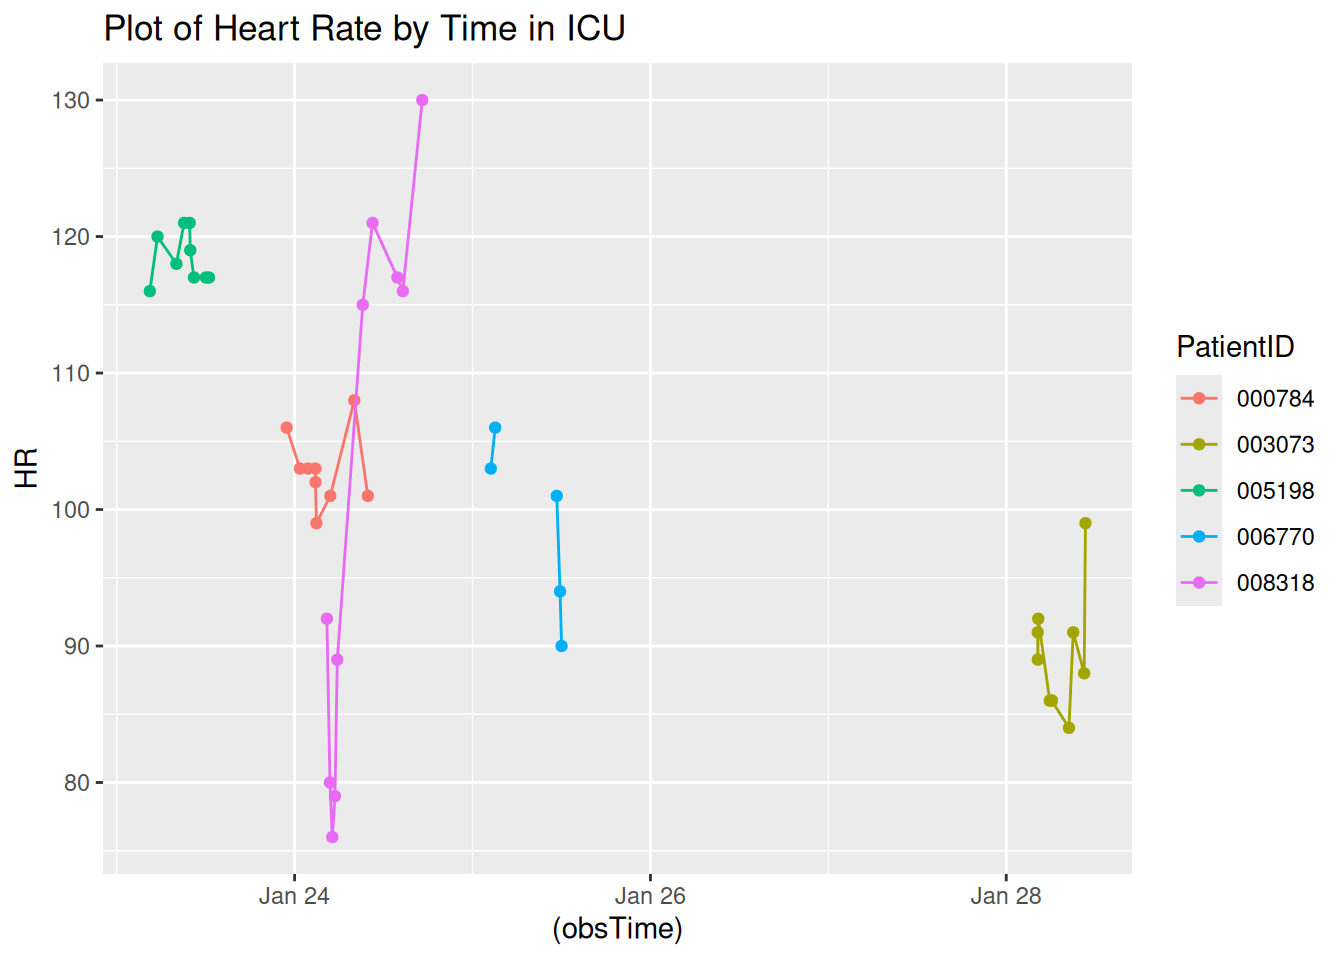 Plot of Heart Rate by Time in ICU
130
120
110
100
90
80
HR
Jan 24
Jan 26
Jan 28
(obsTime)
PatientID
000784
003073
005198
006770
008318